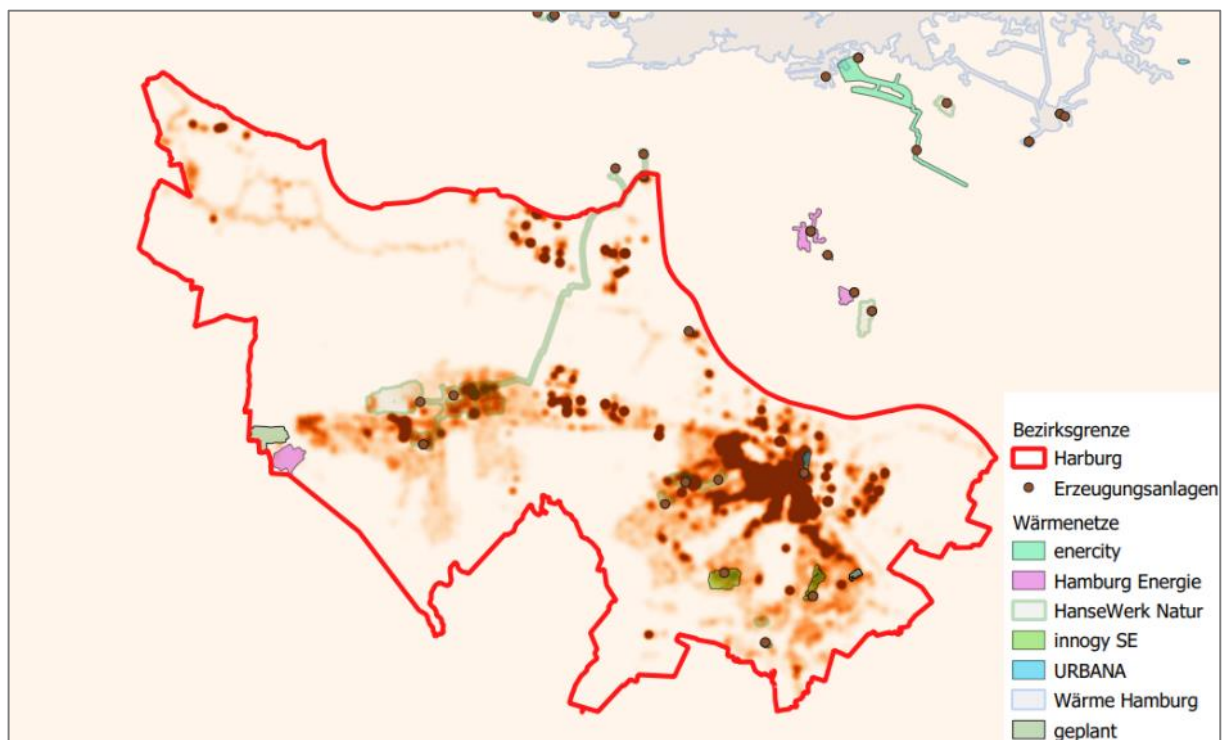 Bezirksgrenze
Harburg
Erzeugungsanlagen
Wärmenetze
enercity
Hamburg Energie
HanseWerk Natur
innogy SE
URBANA
Wärme Hamburg
geplant